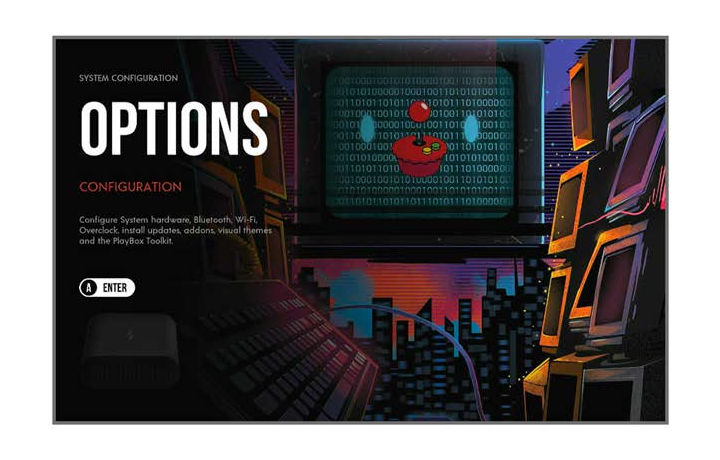 SYSTEM CONFIGURATION
OPTIONS
CONFIGURATION
Configure System hardware, Bluetooth, Wi-Fi,
Overclock, install updates, addons, visual themes
and the PlayBox Toolkit.
A ENTER